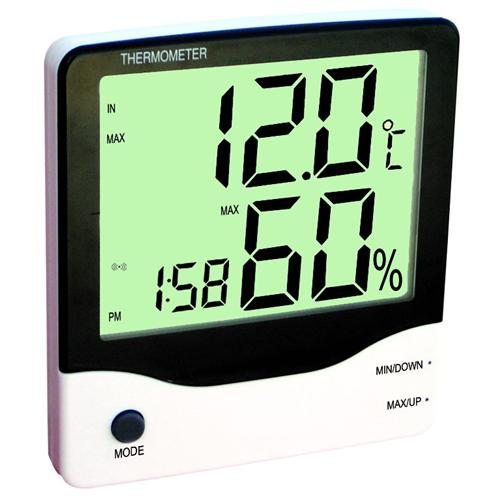 THERMOMETER
IN
MAX
12.0 °C
MAX
60%
1:58
PM
MIN/DOWN
MAX/UP
MODE